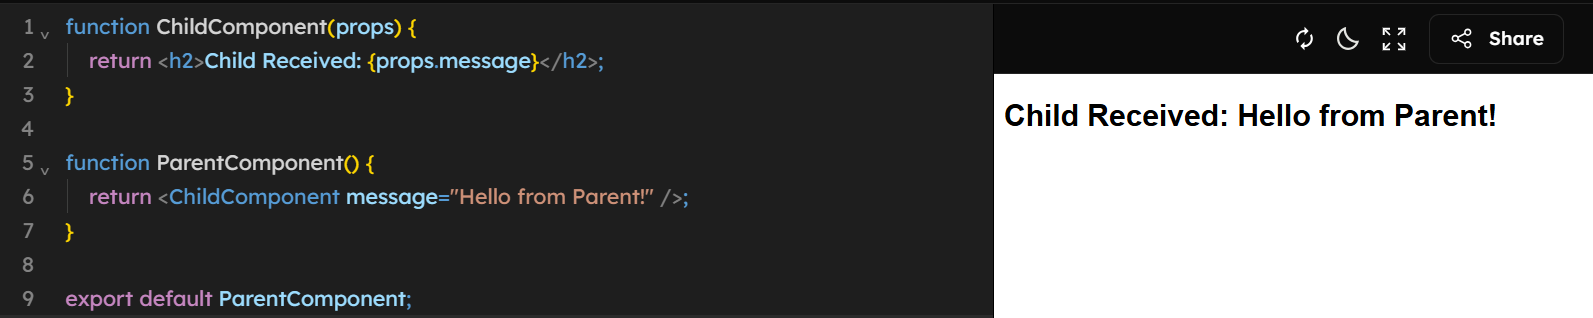 1 function ChildComponent(props) {
2 return <h2>Child Received: {props.message}</h2>;
3 }
4
5 function ParentComponent() {
6 return <ChildComponent message="Hello from Parent!" />;
7 }
8
9 export default ParentComponent;
Share
Child Received: Hello from Parent!